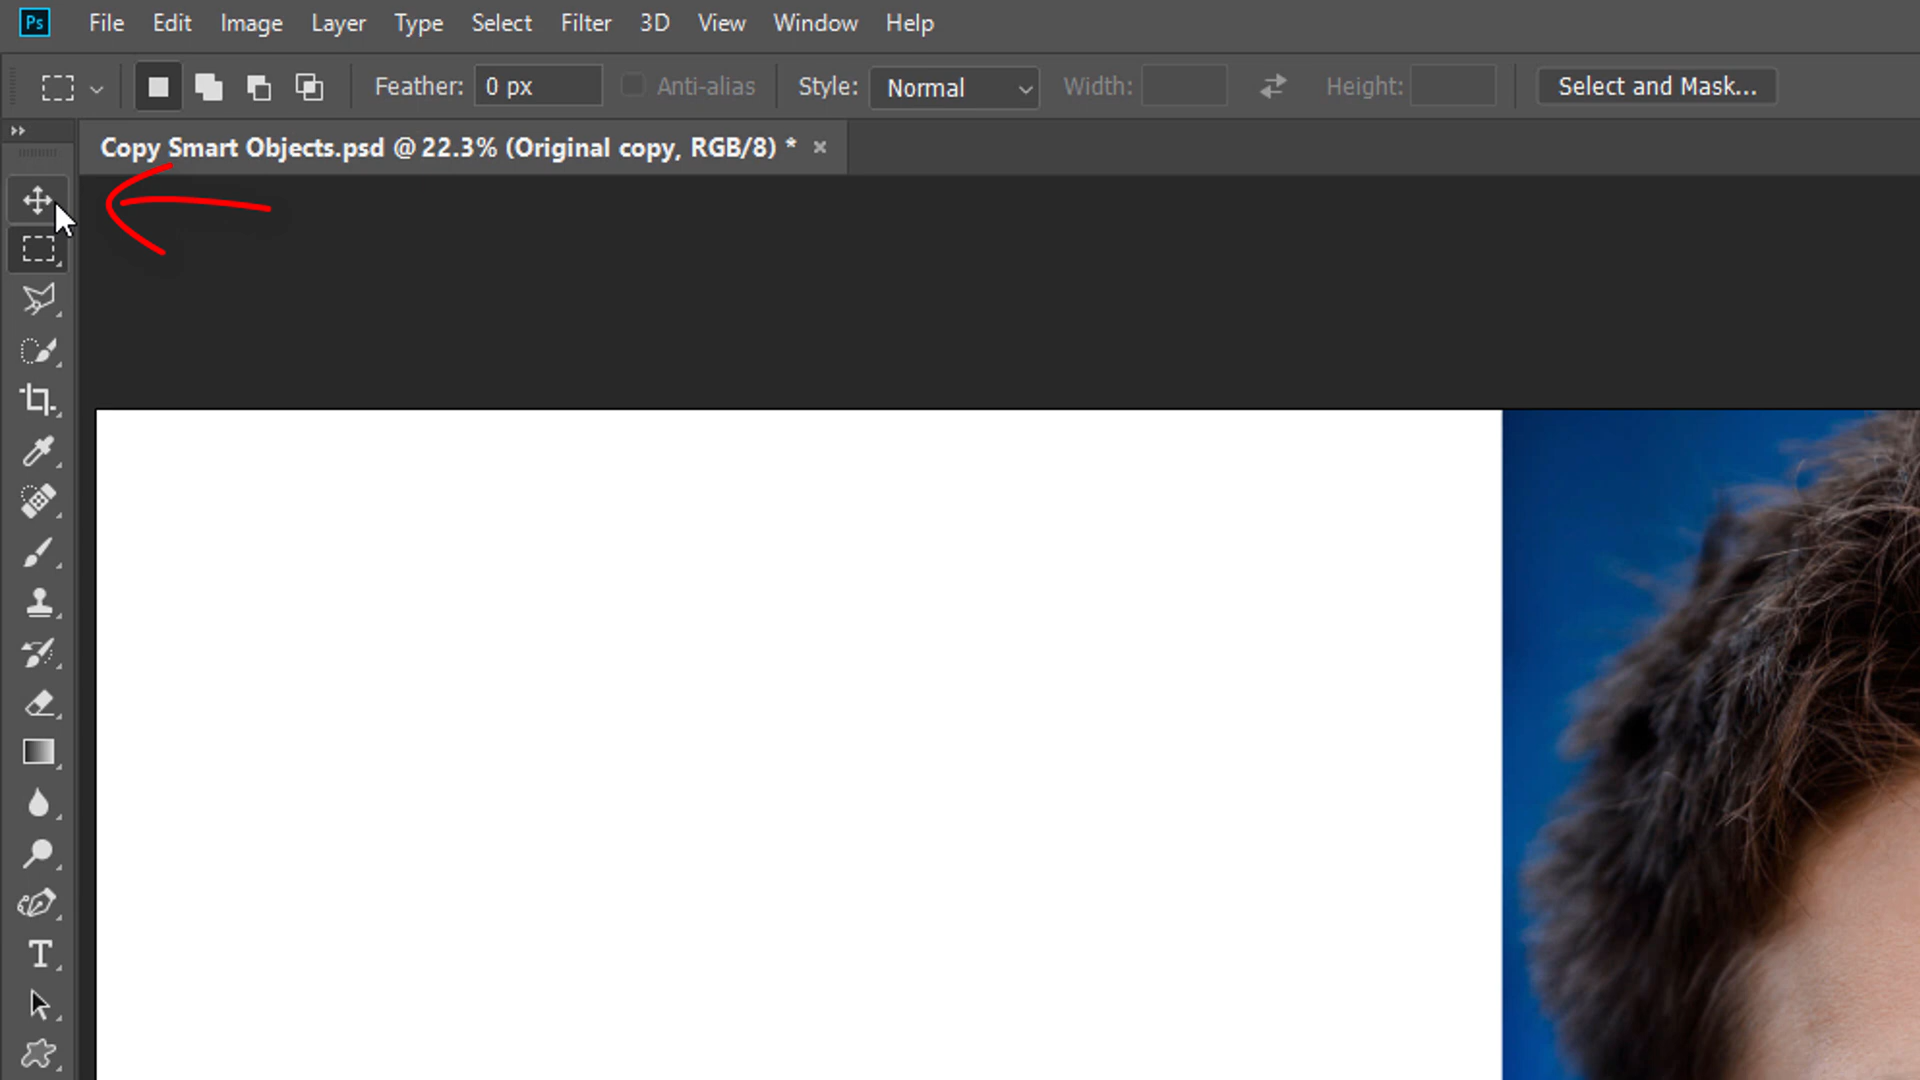 Ps File Edit Image Layer Type Select Filter 3D View Window Help
Feather: 0 px Anti-alias Style: Normal Width: Height: Select and Mask...
Copy Smart Objects.psd @ 22.3% (Original copy, RGB/8) * ×
T